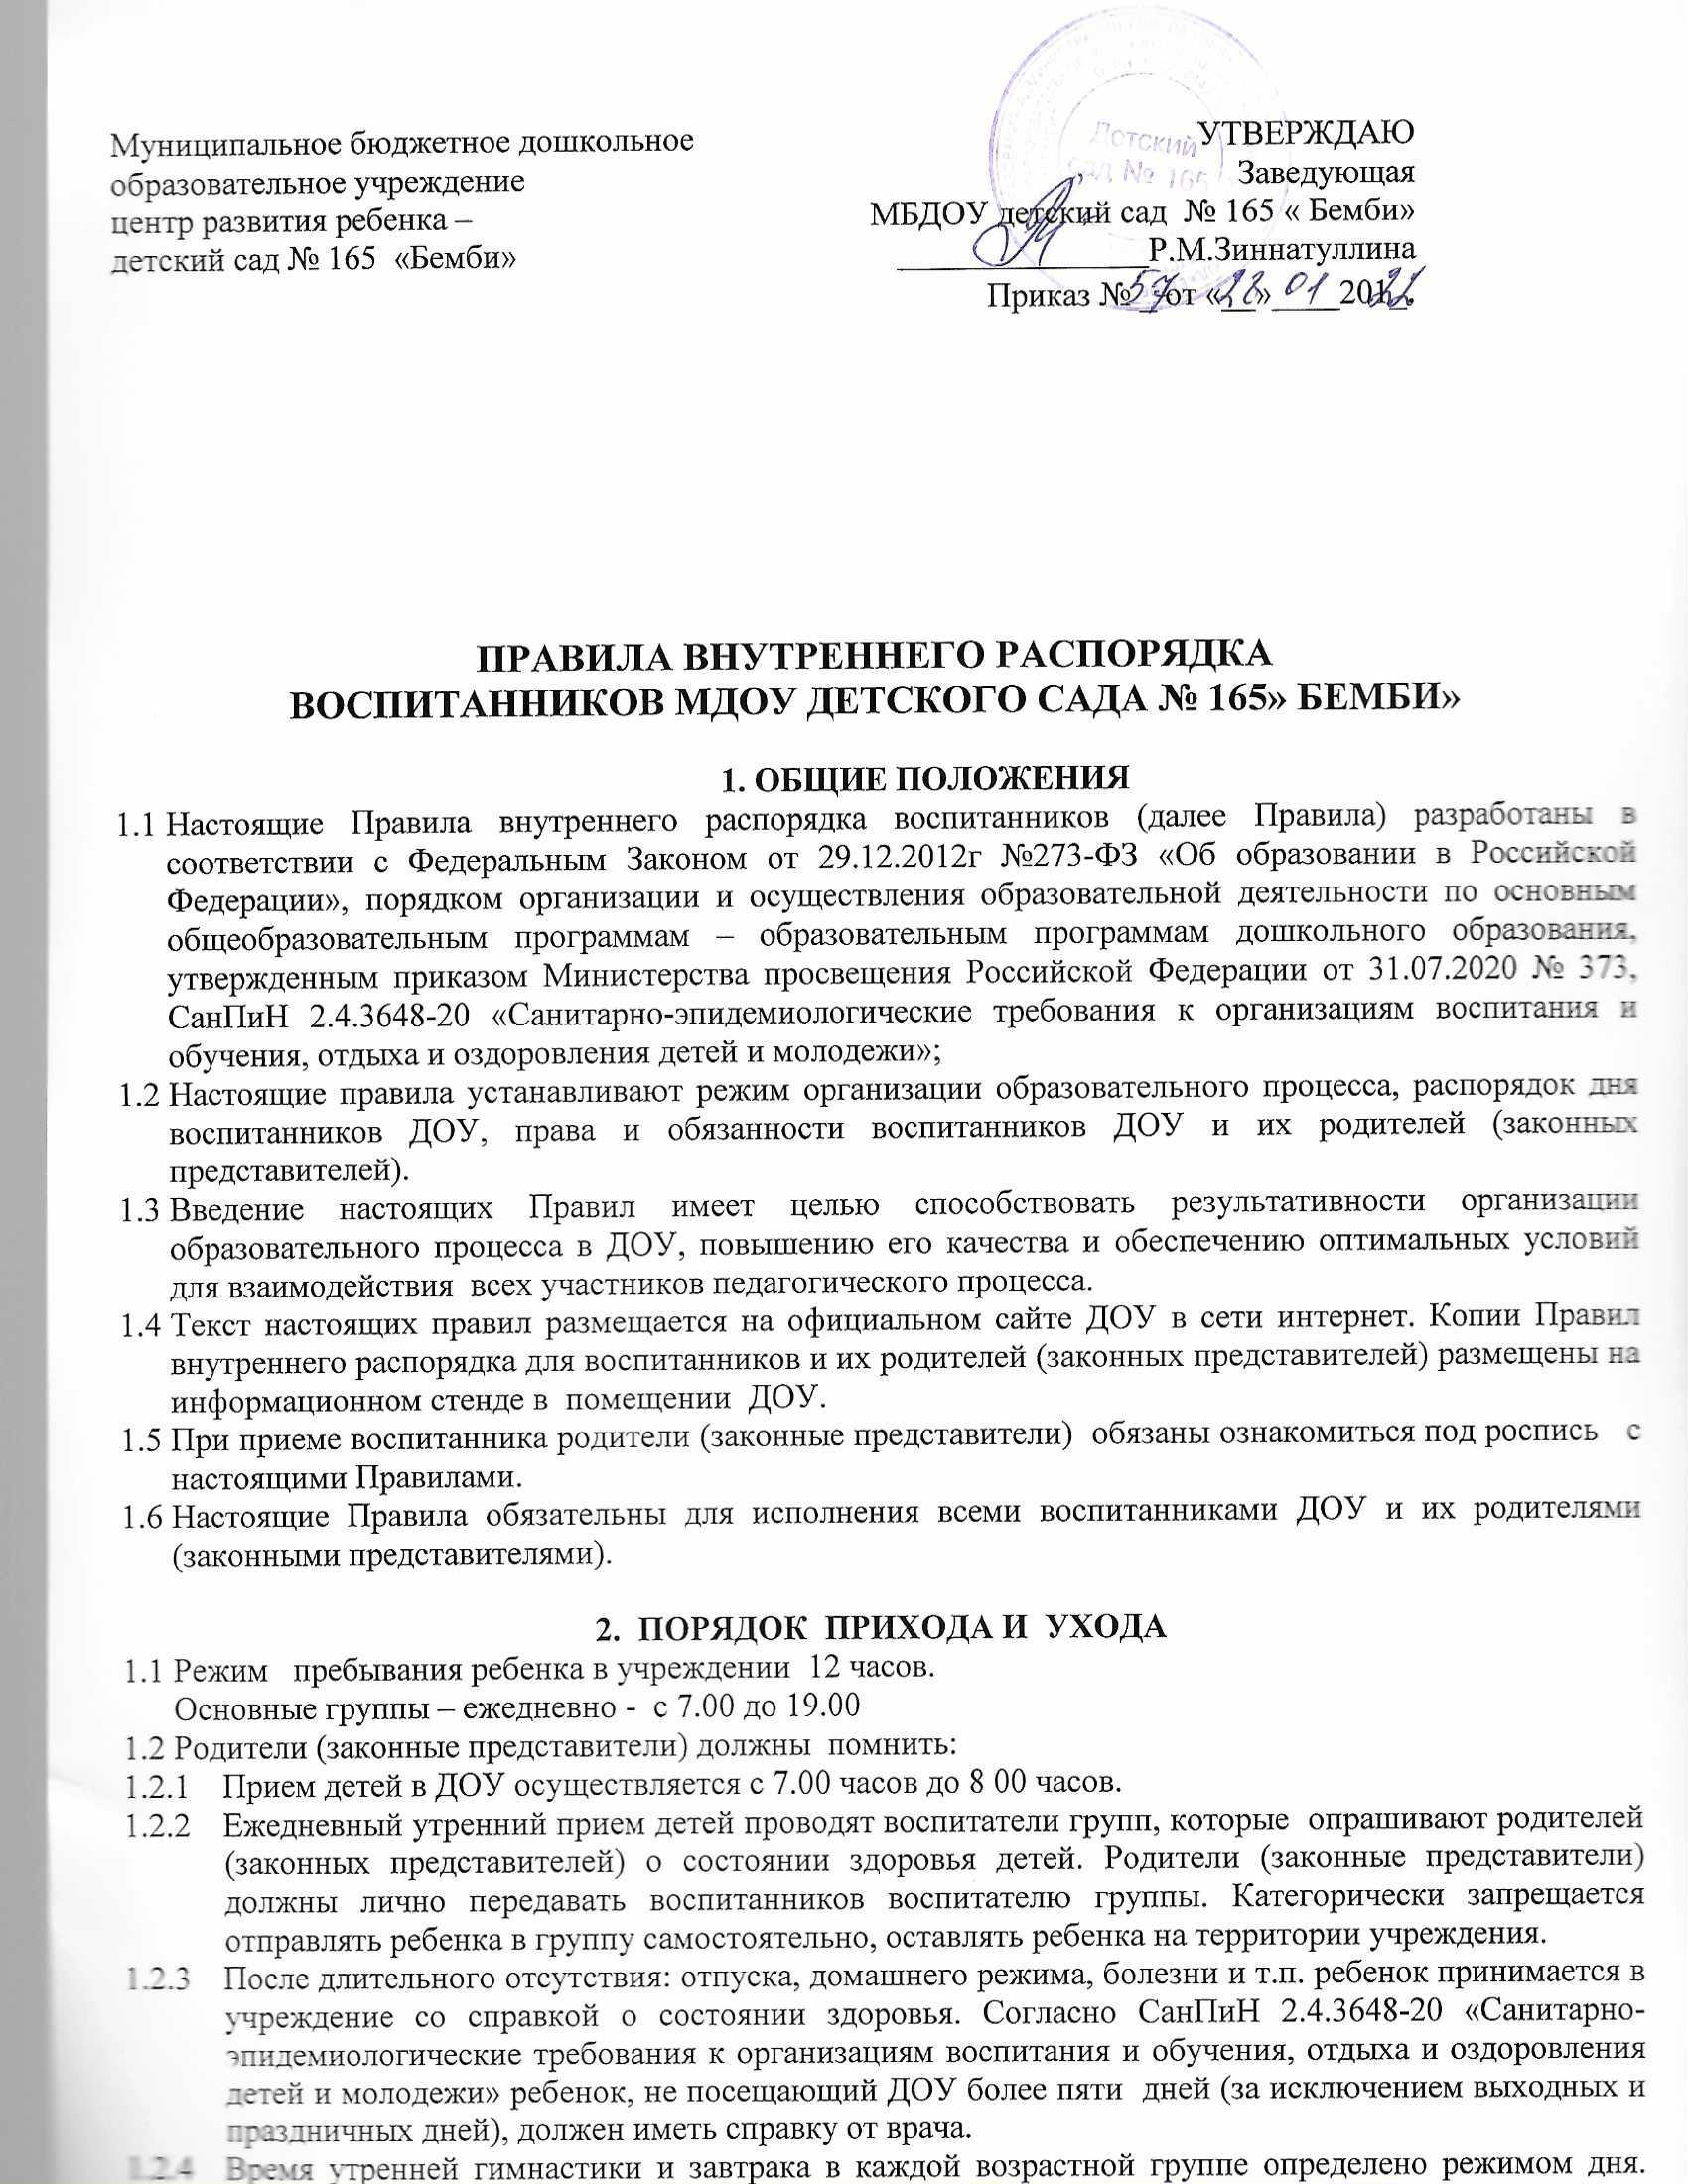 Муниципальное бюджетное дошкольное
образовательное учреждение
центр развития ребенка –
детский сад № 165 «Бемби»
Детский
сад № 165
УТВЕРЖДАЮ
Заведующая
МБДОУ детский сад № 165 « Бемби»
Р.М.Зиннатуллина
Приказ № 57 от «22» 01 201
ПРАВИЛА ВНУТРЕННЕГО РАСПОРЯДКА
ВОСПИТАННИКОВ МДОУ ДЕТСКОГО САДА № 165» БЕМБИ»
1. ОБЩИЕ ПОЛОЖЕНИЯ
1.1 Настоящие Правила внутреннего распорядка воспитанников (далее Правила) разработаны в
соответствии с Федеральным Законом от 29.12.2012г №273-ФЗ «Об образовании в Российской
Федерации», порядком организации и осуществления образовательной деятельности по основным
общеобразовательным программам – образовательным программам дошкольного образования,
утвержденным приказом Министерства просвещения Российской Федерации от 31.07.2020 № 373,
СанПиН 2.4.3648-20 «Санитарно-эпидемиологические требования к организациям воспитания и
обучения, отдыха и оздоровления детей и молодежи»;
1.2 Настоящие правила устанавливают режим организации образовательного процесса, распорядок дня
воспитанников ДОУ, права и обязанности воспитанников ДОУ и их родителей (законных
представителей).
1.3 Введение настоящих Правил имеет целью способствовать результативности организации
образовательного процесса в ДОУ, повышению его качества и обеспечению оптимальных условий
для взаимодействия всех участников педагогического процесса.
1.4 Текст настоящих правил размещается на официальном сайте ДОУ в сети интернет. Копии Правил
внутреннего распорядка для воспитанников и их родителей (законных представителей) размещены на
информационном стенде в помещении ДОУ.
1.5 При приеме воспитанника родители (законные представители) обязаны ознакомиться под роспись с
настоящими Правилами.
1.6 Настоящие Правила обязательны для исполнения всеми воспитанниками ДОУ и их родителями
(законными представителями).
2. ПОРЯДОК ПРИХОДА И УХОДА
1.1 Режим пребывания ребенка в учреждении 12 часов.
Основные группы – ежедневно - с 7.00 до 19.00
1.2 Родители (законные представители) должны помнить:
1.2.1 Прием детей в ДОУ осуществляется с 7.00 часов до 8 00 часов.
1.2.2 Ежедневный утренний прием детей проводят воспитатели групп, которые опрашивают родителей
(законных представителей) о состоянии здоровья детей. Родители (законные представители)
должны лично передавать воспитанников воспитателю группы. Категорически запрещается
отправлять ребенка в группу самостоятельно, оставлять ребенка на территории учреждения.
1.2.3 После длительного отсутствия: отпуска, домашнего режима, болезни и т.п. ребенок принимается в
учреждение со справкой о состоянии здоровья. Согласно СанПиН 2.4.3648-20 «Санитарно-
эпидемиологические требования к организациям воспитания и обучения, отдыха и оздоровления
детей и молодежи» ребенок, не посещающий ДОУ более пяти дней (за исключением выходных и
праздничных дней), должен иметь справку от врача.
1.2.4 Время утренней гимнастики и завтрака в каждой возрастной группе определено режимом дня.